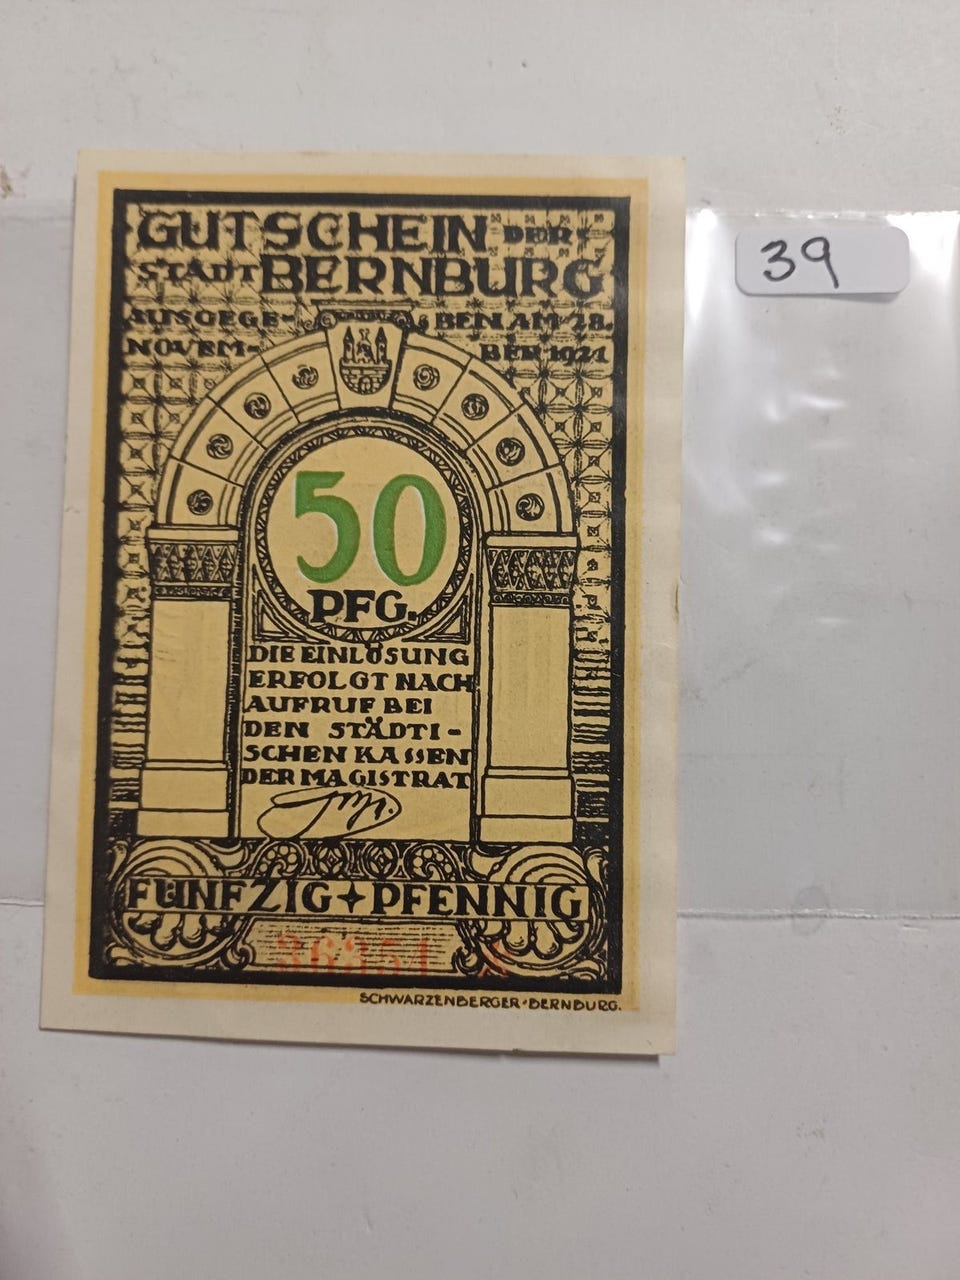 39
GUTSCHEIN DER
STADT BERNBURG
AUSGEGE- BEN AM 28.
NOVEM- BER 1921
50
PFG.
DIE EINLÖSUNG
ERFOLGT NACH
AUFRUF BEI
DEN STÄDTI-
SCHEN KASSEN
DER MAGISTRAT
FÜNFZIG + PFENNIG
36351
SCHWARZENBERGER · BERNBURG.